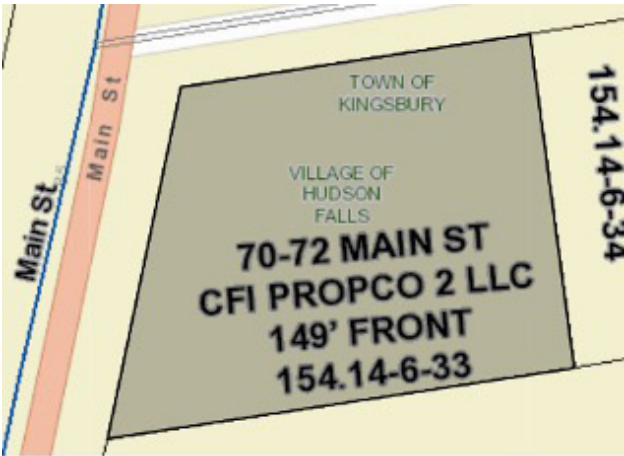 Main St
Main St
TOWN OF
KINGSBURY
VILLAGE OF
HUDSON
FALLS
70-72 MAIN ST
CFI PROPCO 2 LLC
149' FRONT
154.14-6-33
154.14-6-34